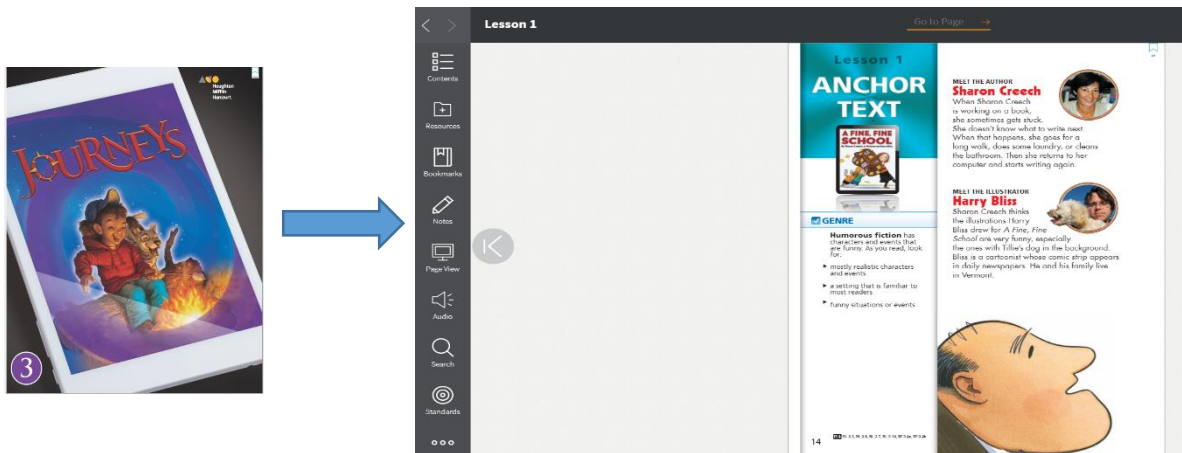 Houghton
Mifflin
Harcourt
JOURNEYS
3
Lesson 1
Go to Page
Contents
Resources
Bookmarks
Notes
Page View
Audio
Search
Standards
Lesson 1
ANCHOR
TEXT
A FINE, FINE
SCHOOL
GENRE
Humorous fiction has
characters and events that
are funny. As you read, look
for:
mostly realistic characters
and events
a setting that is familiar to
most readers
funny situations or events
14
MEET THE AUTHOR
Sharon Creech
When Sharon Creech
is working on a book,
she sometimes gets stuck.
She doesn't know what to write next.
When that happens, she goes for a
long walk, does some laundry, or cleans
the bathroom. Then she returns to her
computer and starts writing again.
MEET THE ILLUSTRATOR
Harry Bliss
Sharon Creech thinks
the illustrations Harry
Bliss drew for A Fine, Fine
School are very funny, especially
the ones with Tillie's dog in the background.
Bliss is a cartoonist whose comic strip appears
in daily newspapers. He and his family live
in Vermont.